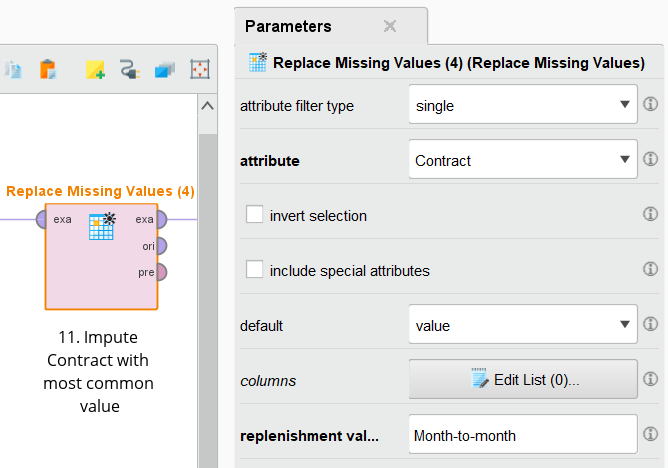 Parameters
Replace Missing Values (4) (Replace Missing Values)
attribute filter type
single
attribute
Contract
invert selection
include special attributes
default
value
columns
Edit List (0)...
replenishment val...
Month-to-month
Replace Missing Values (4)
exa
exa
ori
pre
11. Impute
Contract with
most common
value